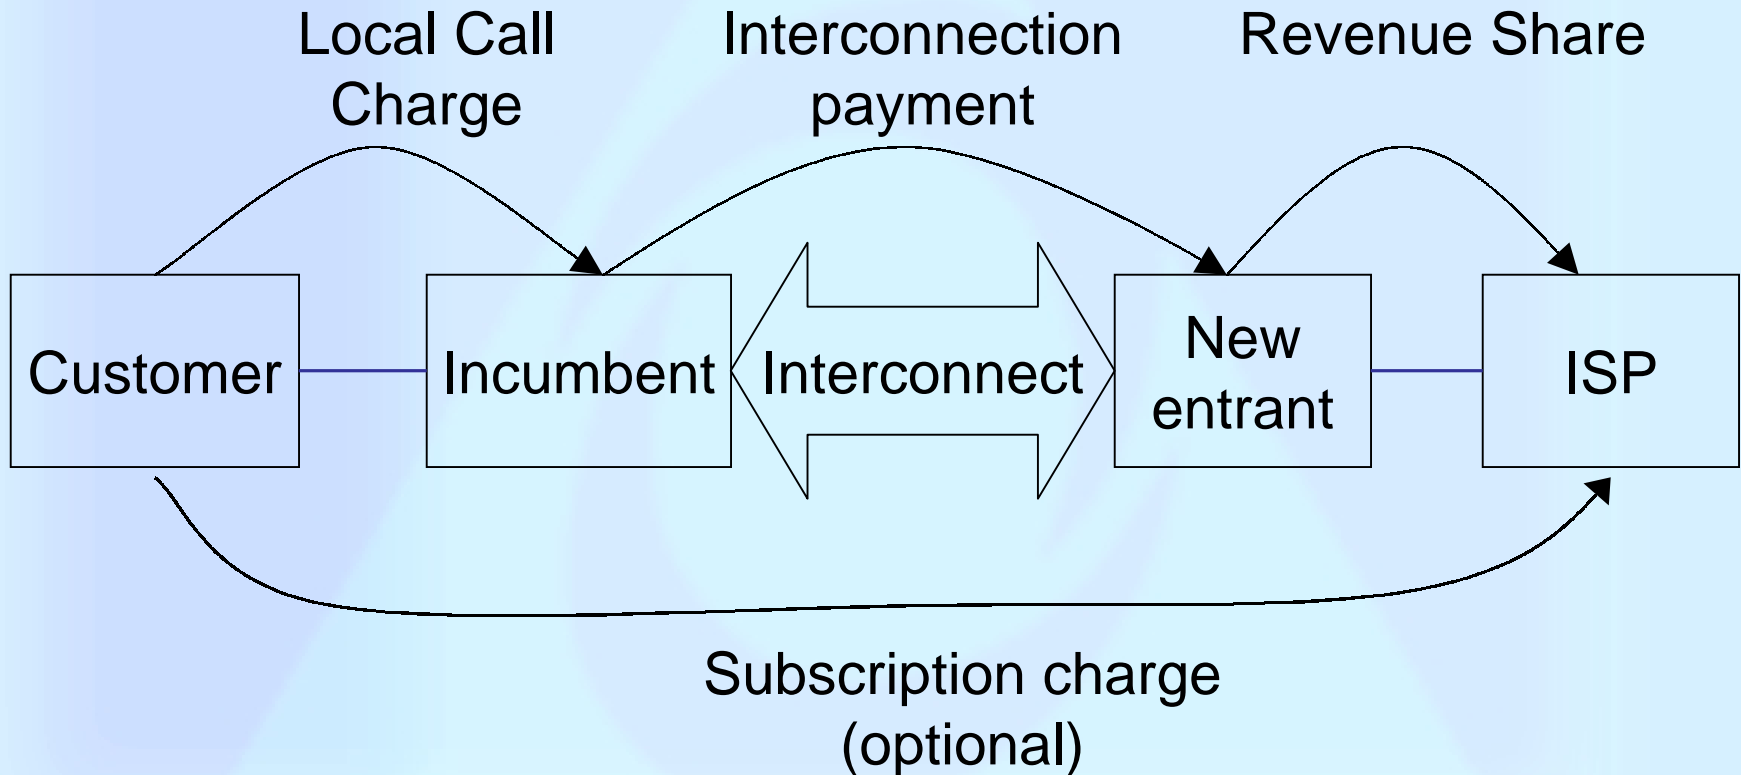 Local Call
Charge
Interconnection
payment
Revenue Share
Customer
Incumbent
Interconnect
New
entrant
ISP
Subscription charge
(optional)